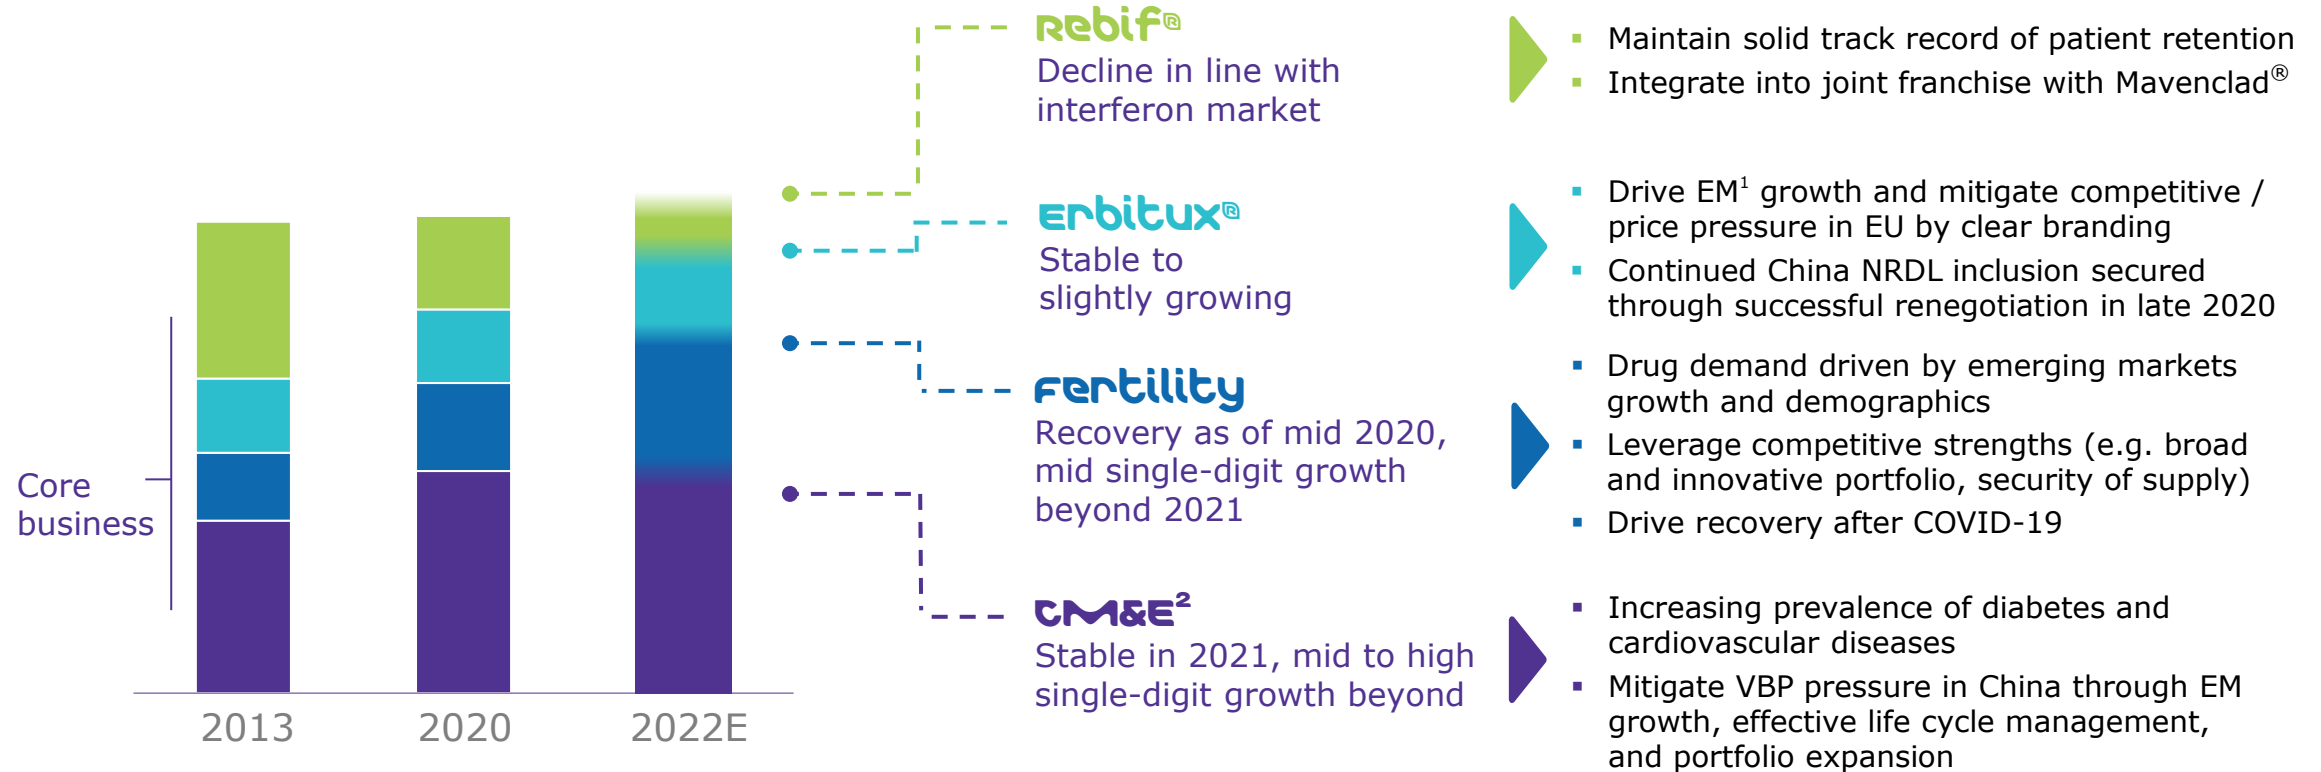 Core
business
2013
2020
2022E
Rebif®
Decline in line with
interferon market
▪ Maintain solid track record of patient retention
▪ Integrate into joint franchise with Mavenclad®
Erbitux®
Stable to
slightly growing
▪ Drive EM¹ growth and mitigate competitive /
price pressure in EU by clear branding
▪ Continued China NRDL inclusion secured
through successful renegotiation in late 2020
Fertility
Recovery as of mid 2020,
mid single-digit growth
beyond 2021
▪ Drug demand driven by emerging markets
growth and demographics
▪ Leverage competitive strengths (e.g. broad
and innovative portfolio, security of supply)
▪ Drive recovery after COVID-19
CM&E²
Stable in 2021, mid to high
single-digit growth beyond
▪ Increasing prevalence of diabetes and
cardiovascular diseases
▪ Mitigate VBP pressure in China through EM
growth, effective life cycle management,
and portfolio expansion